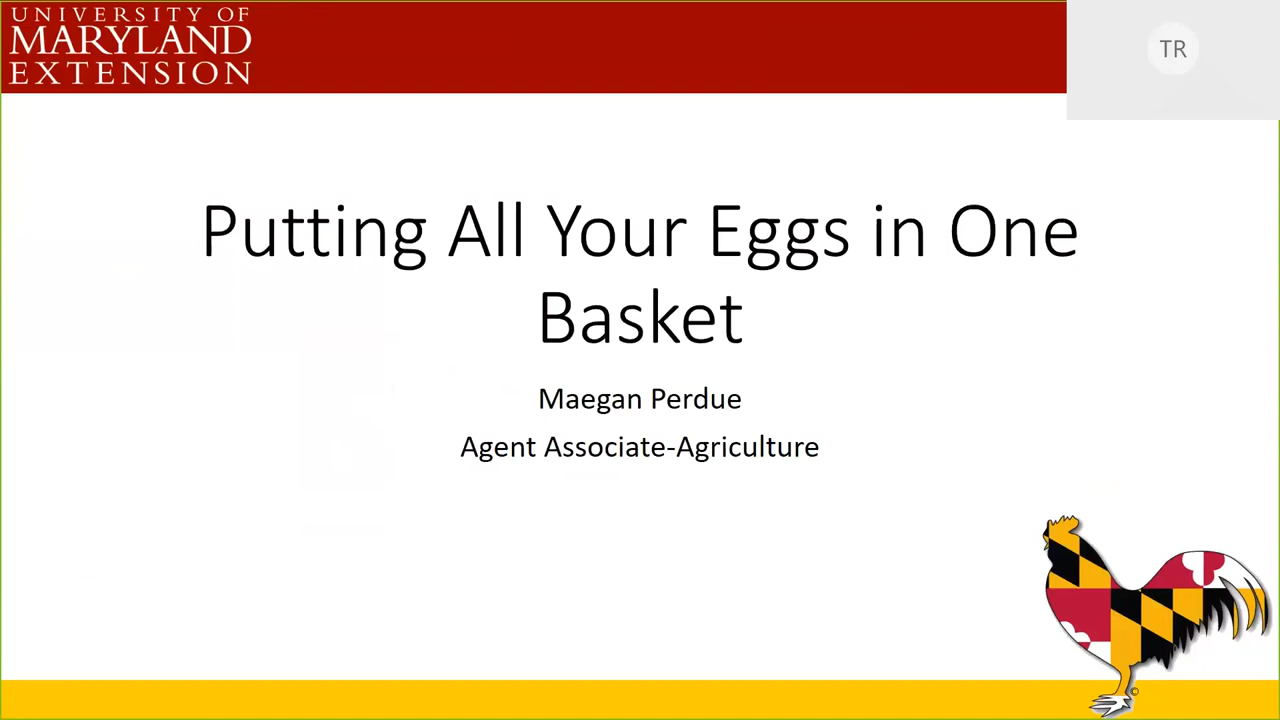 UNIVERSITY OF
MARYLAND
EXTENSION
TR
Putting All Your Eggs in One
Basket
Maegan Perdue
Agent Associate-Agriculture
©